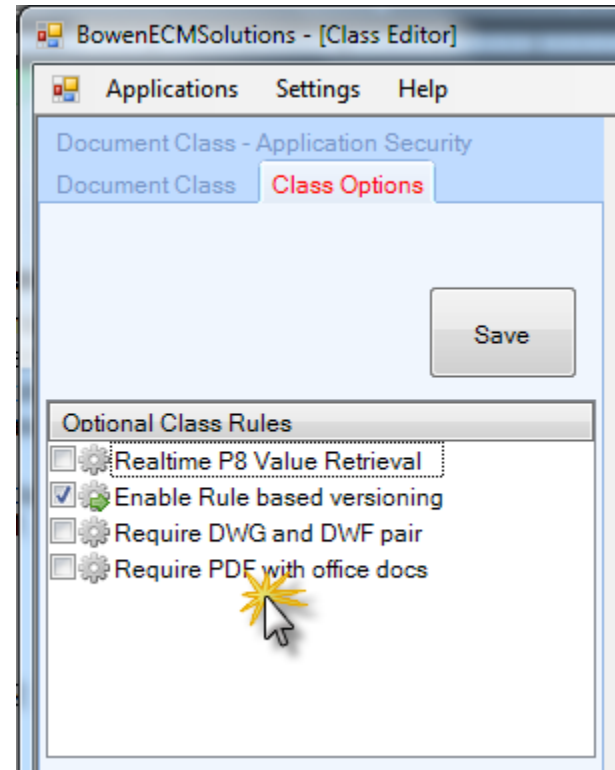 BowenECMSolutions - [Class Editor]
Applications Settings Help
Document Class - Application Security
Document Class Class Options
Save
Optional Class Rules
Realtime P8 Value Retrieval
Enable Rule based versioning
Require DWG and DWF pair
Require PDF with office docs